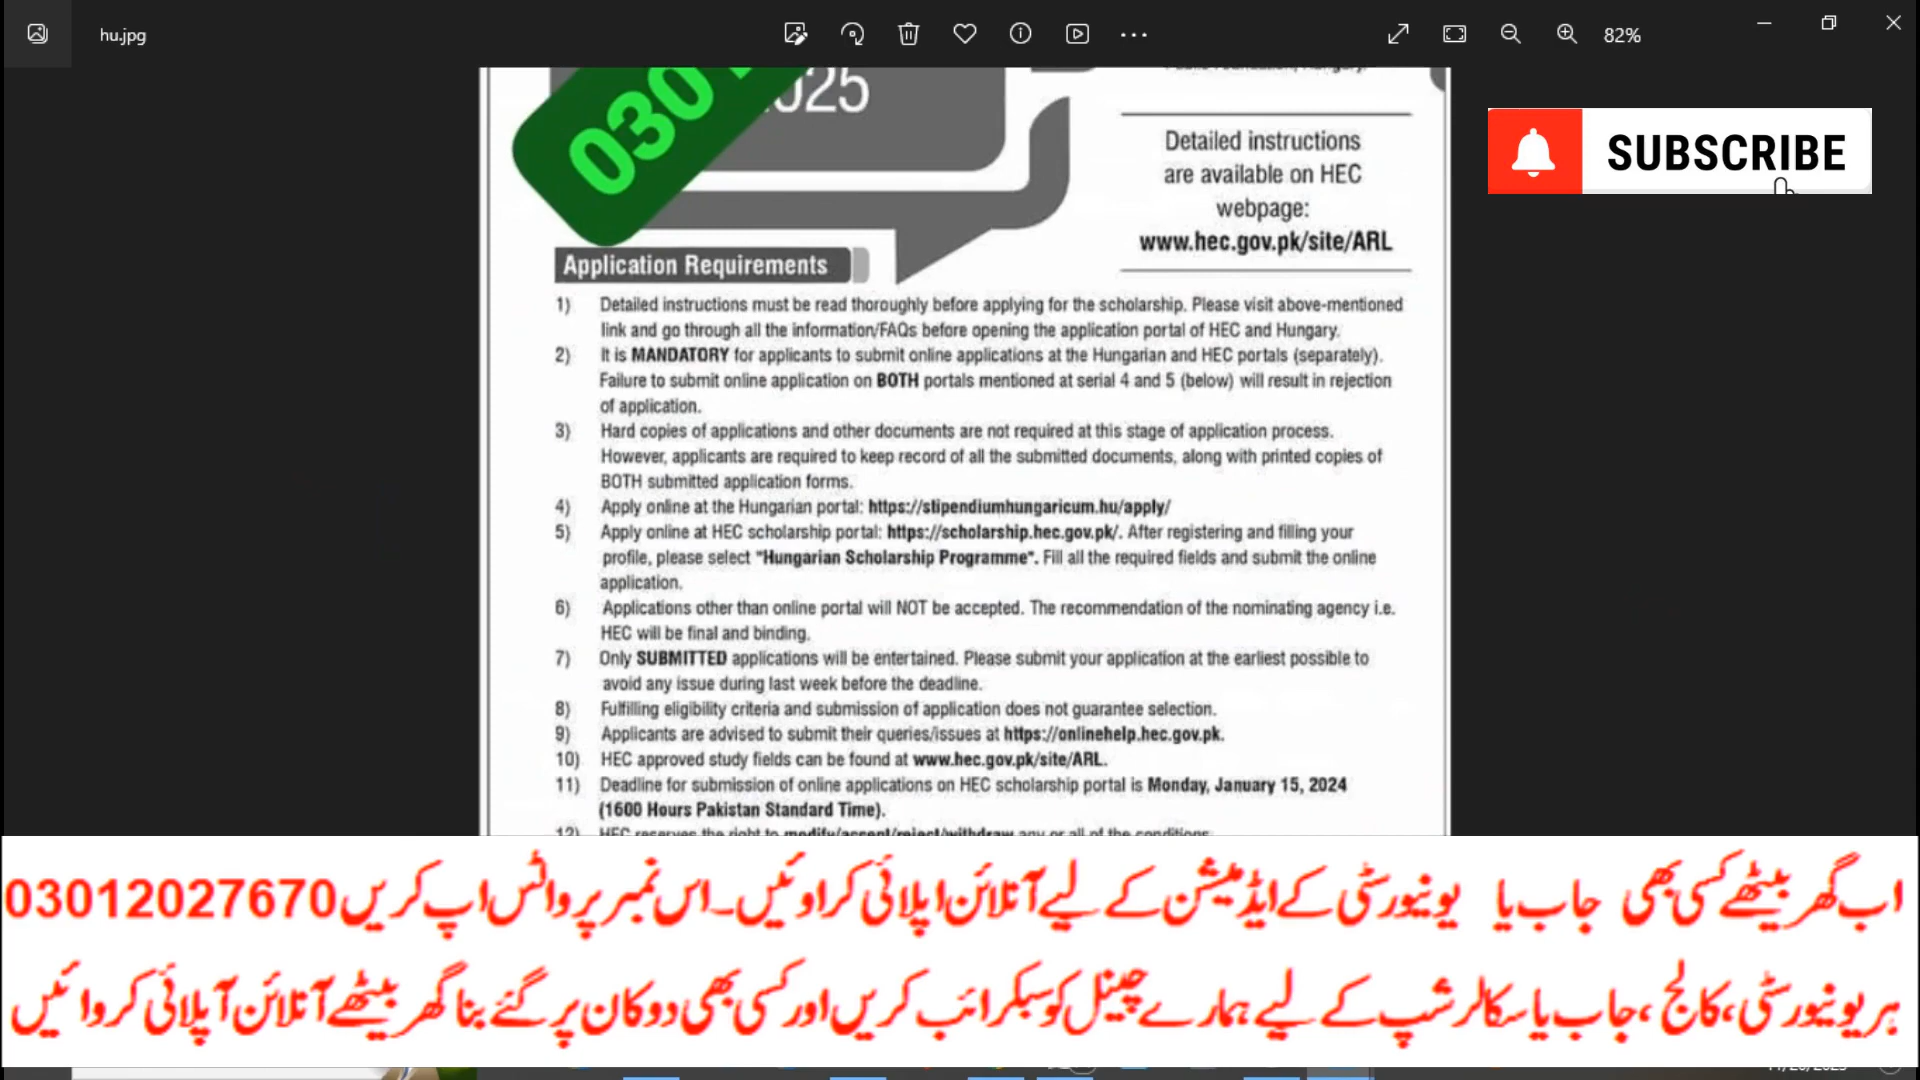 hu.jpg
82%
SUBSCRIBE
Detailed instructions
are available on HEC
webpage:
www.hec.gov.pk/site/ARL
Application Requirements
1) Detailed instructions must be read thoroughly before applying for the scholarship. Please visit above-mentioned
link and go through all the information/FAQs before opening the application portal of HEC and Hungary.
2) It is MANDATORY for applicants to submit online applications at the Hungarian and HEC portals (separately).
Failure to submit online application on BOTH portals mentioned at serial 4 and 5 (below) will result in rejection
of application.
3) Hard copies of applications and other documents are not required at this stage of application process.
However, applicants are required to keep record of all the submitted documents, along with printed copies of
BOTH submitted application forms.
4) Apply online at the Hungarian portal: https://stipendiumhungaricum.hu/apply/
5) Apply online at HEC scholarship portal: https://scholarship.hec.gov.pk/. After registering and filling your
profile, please select "Hungarian Scholarship Programme". Fill all the required fields and submit the online
application.
6) Applications other than online portal will NOT be accepted. The recommendation of the nominating agency i.e.
HEC will be final and binding.
7) Only SUBMITTED applications will be entertained. Please submit your application at the earliest possible to
avoid any issue during last week before the deadline.
8) Fulfilling eligibility criteria and submission of application does not guarantee selection.
9) Applicants are advised to submit their queries/issues at https://onlinehelp.hec.gov.pk.
10) HEC approved study fields can be found at www.hec.gov.pk/site/ARL.
11) Deadline for submission of online applications on HEC scholarship portal is Monday, January 15, 2024
(1600 Hours Pakistan Standard Time).
12) HEC reserves the right to modify/accept/reject/withdraw any or all of the conditions
اب گھر بیٹھے کسی بھی جاب یا یونیورسٹی کے ایڈمیشن کے لیے آنلائن اپلائی کراوئیں۔ اس نمبر پر واٹس اپ کریں 03012027670
ہر یونیورسٹی، کالج ،جاب یا سکالرشپ کے لیے ہمارے چینل کو سبکرائب کریں اور کسی بھی دوکان پر گئے بنا گھر بیٹھے آنلائن آپلائی کروائیں